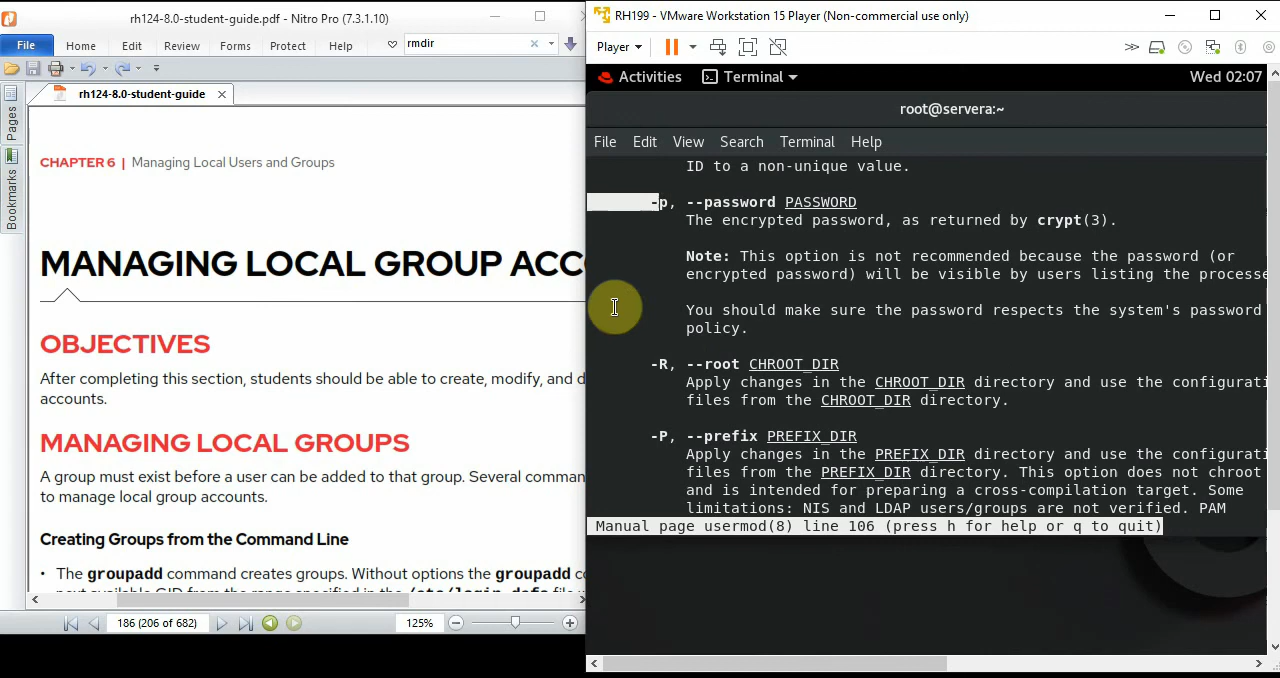 rh124-8.0-student-guide.pdf - Nitro Pro (7.3.1.10)
File Home Edit Review Forms Protect Help rmdir
rh124-8.0-student-guide
Pages
Bookmarks
CHAPTER 6 | Managing Local Users and Groups
MANAGING LOCAL GROUP ACC
OBJECTIVES
After completing this section, students should be able to create, modify, and d
accounts.
MANAGING LOCAL GROUPS
A group must exist before a user can be added to that group. Several comman
to manage local group accounts.
Creating Groups from the Command Line
• The groupadd command creates groups. Without options the groupadd c
186 (206 of 682)
125%
RH199 - VMware Workstation 15 Player (Non-commercial use only)
Player
Activities Terminal Wed 02:07
root@servera:~
File Edit View Search Terminal Help
ID to a non-unique value.
-p, --password PASSWORD
The encrypted password, as returned by crypt(3).
Note: This option is not recommended because the password (or
encrypted password) will be visible by users listing the processe
You should make sure the password respects the system's password
policy.
-R, --root CHROOT_DIR
Apply changes in the CHROOT_DIR directory and use the configurati
files from the CHROOT_DIR directory.
-P, --prefix PREFIX_DIR
Apply changes in the PREFIX_DIR directory and use the configurati
files from the PREFIX_DIR directory. This option does not chroot
and is intended for preparing a cross-compilation target. Some
limitations: NIS and LDAP users/groups are not verified. PAM
Manual page usermod(8) line 106 (press h for help or q to quit)